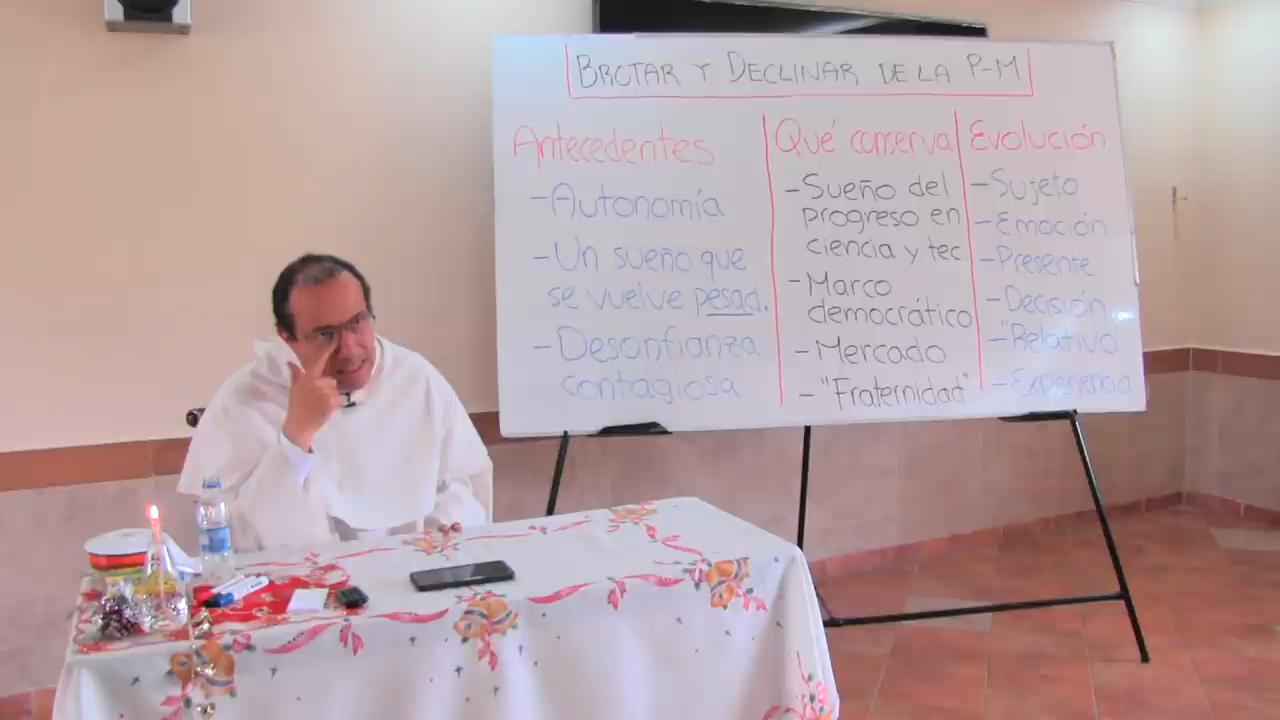 BROTAR Y DECLINAR DE LA P-M
Antecedentes
-Autonomía
-Un sueño que
se vuelve pesad.
-Desonfianza
contagiosa
Qué conserva
-Sueño del
progreso en
ciencia y tec
-Marco
democrático
-Mercado
-"Fraternidad"
Evolución
-Sujeto
-Emoción
-Presente
-Decisión
-"Relativo"
-Experiencia